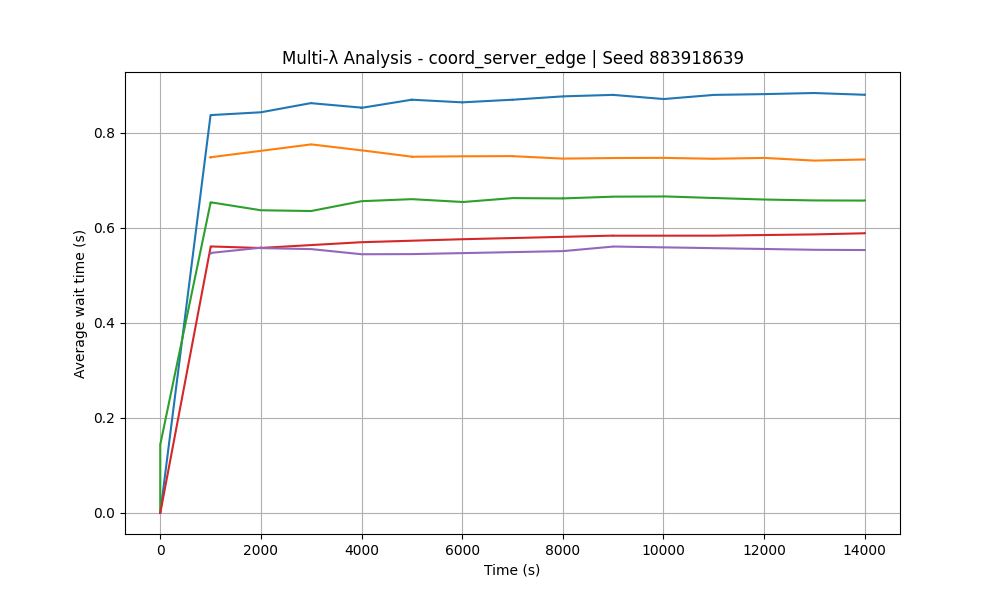 Multi-λ Analysis - coord_server_edge | Seed 883918639
Average wait time (s)
0.8
0.6
0.4
0.2
0.0
0 2000 4000 6000 8000 10000 12000 14000
Time (s)